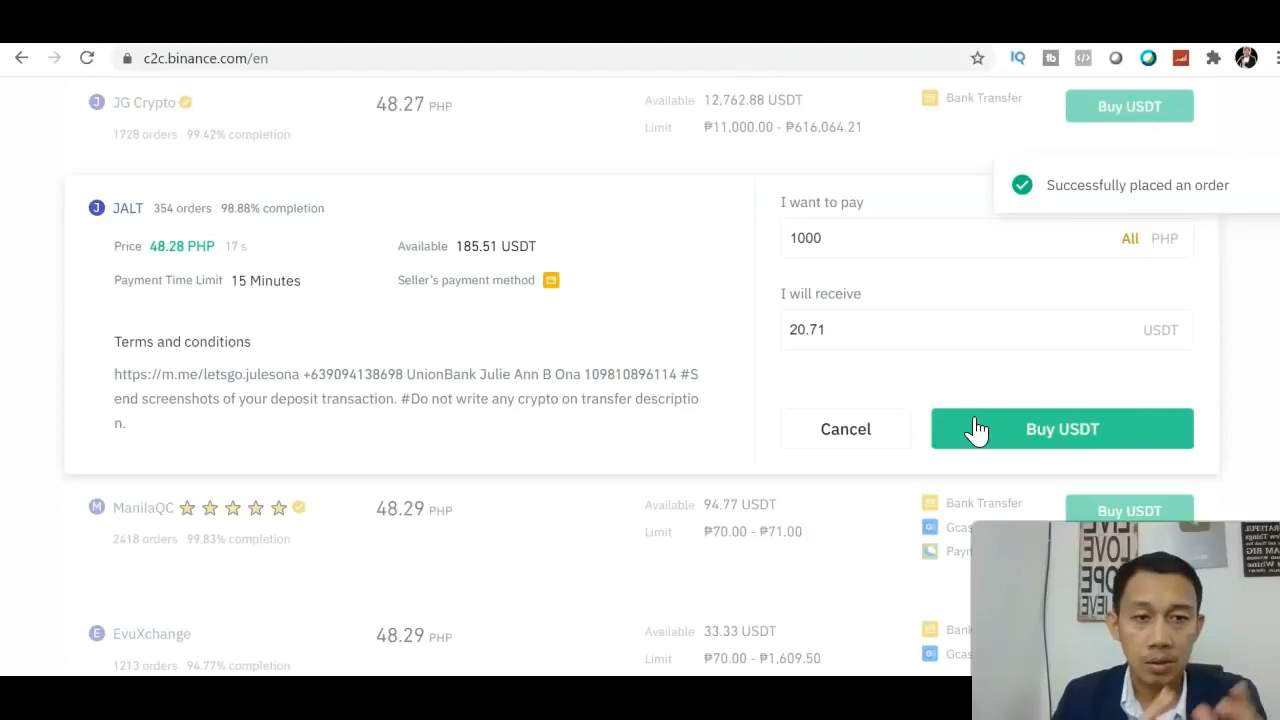 c2c.binance.com/en
IQ
tb
J JG Crypto 48.27 PHP Available 12,762.88 USDT Bank Transfer Buy USDT
1728 orders 99.42% completion Limit ₱11,000.00 - ₱616,064.21
Successfully placed an order
J JALT 354 orders 98.88% completion
Price 48.28 PHP 17 s Available 185.51 USDT
Payment Time Limit 15 Minutes Seller's payment method
Terms and conditions
https://m.me/letsgo.julesona +639094138698 UnionBank Julie Ann B Ona 109810896114 #S
end screenshots of your deposit transaction. #Do not write any crypto on transfer descriptio
n.
I want to pay
1000 All PHP
I will receive
20.71 USDT
Cancel Buy USDT
M ManilaQC 48.29 PHP Available 94.77 USDT Bank Transfer Buy USDT
2418 orders 99.83% completion Limit ₱70.00 - ₱71.00 Gcas
Payn
E EvuXchange 48.29 PHP Available 33.33 USDT Bank
1213 orders 94.77% completion Limit ₱70.00 - ₱1,609.50 Gcas
LIVE
LOVE